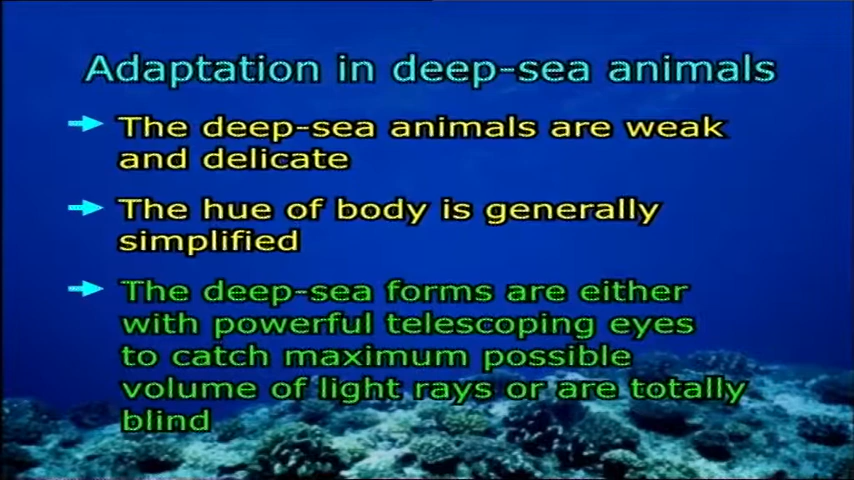 Adaptation in deep-sea animals
The deep-sea animals are weak
and delicate
The hue of body is generally
simplified
The deep-sea forms are either
with powerful telescoping eyes
to catch maximum possible
volume of light rays or are totally
blind